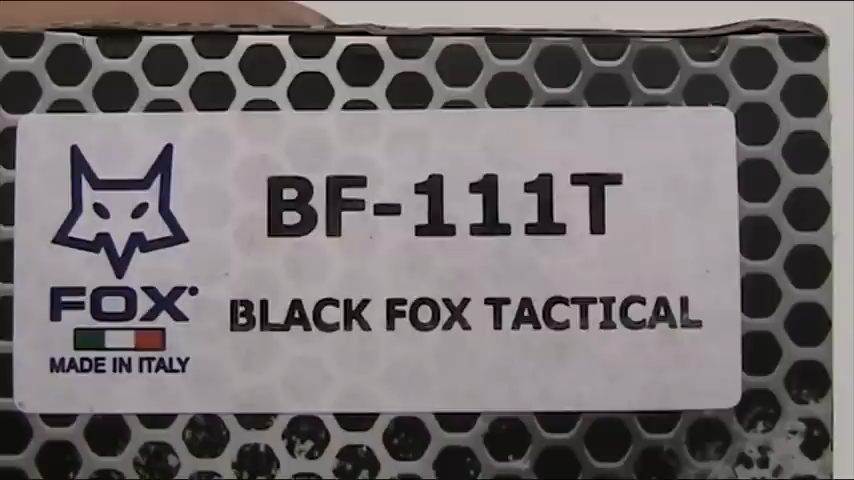 BF-111T
BLACK FOX TACTICAL
FOX
MADE IN ITALY